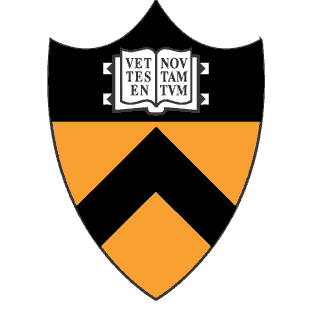 VET NOV
TES TAM
EN TVM